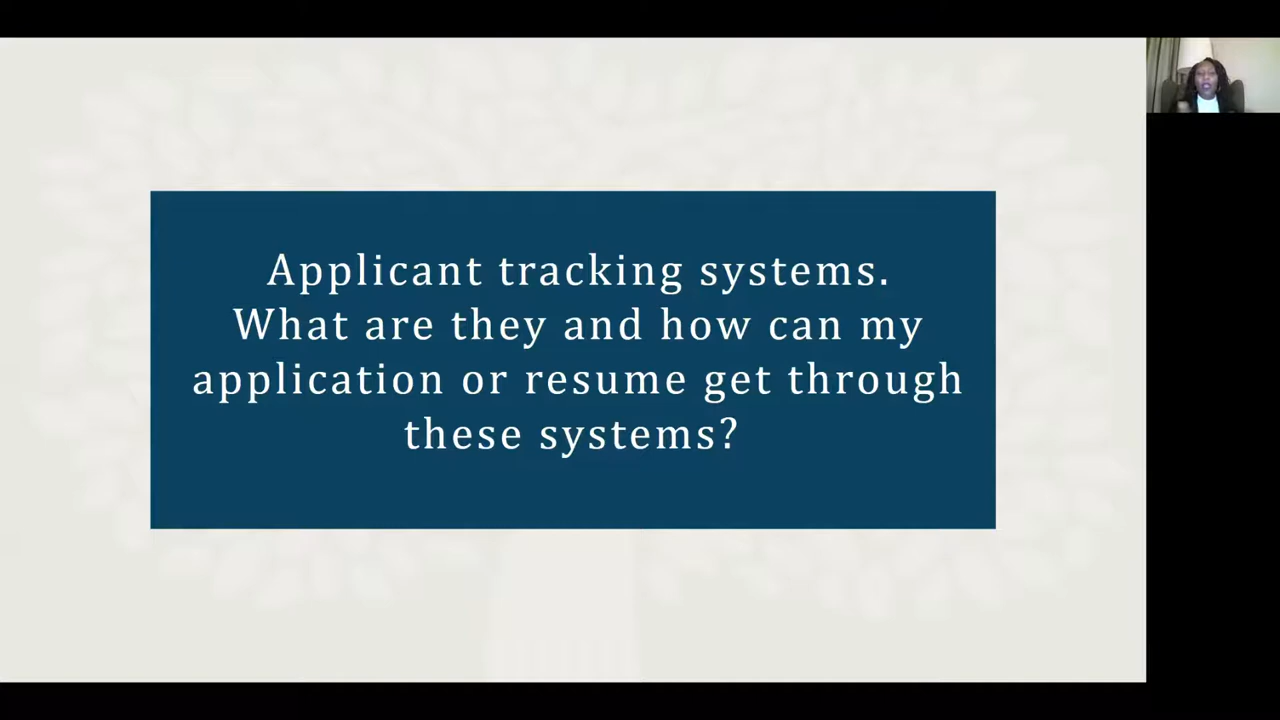 Applicant tracking systems.
What are they and how can my
application or resume get through
these systems?